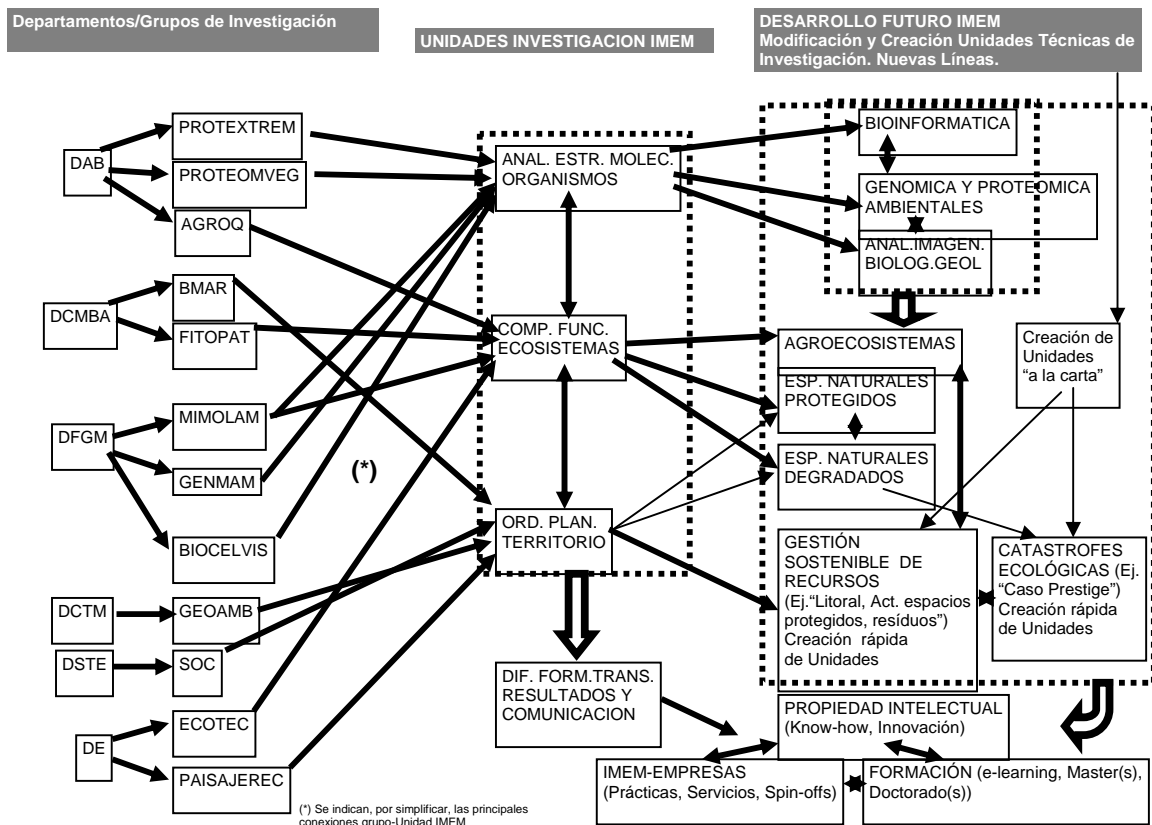 Departamentos/Grupos de Investigación
UNIDADES INVESTIGACION IMEM
DESARROLLO FUTURO IMEM
Modificación y Creación Unidades Técnicas de
Investigación. Nuevas Líneas.
DAB
PROTEXTREM
PROTEOMVEG
AGROQ
DCMBA
BMAR
FITOPAT
DFGM
MIMOLAM
GENMAM
BIOCELVIS
DCTM
GEOAMB
DSTE
SOC
DE
ECOTEC
PAISAJEREC
(*)
(*) Se indican, por simplificar, las principales
conexiones grupo-Unidad IMEM
ANAL. ESTR. MOLEC.
ORGANISMOS
COMP. FUNC.
ECOSISTEMAS
ORD. PLAN.
TERRITORIO
DIF. FORM.TRANS.
RESULTADOS Y
COMUNICACION
BIOINFORMATICA
GENOMICA Y PROTEOMICA
AMBIENTALES
ANAL.IMAGEN.
BIOLOG.GEOL
AGROECOSISTEMAS
ESP. NATURALES
PROTEGIDOS
ESP. NATURALES
DEGRADADOS
Creación de
Unidades
“a la carta”
GESTIÓN
SOSTENIBLE DE
RECURSOS
(Ej.“Litoral, Act. espacios
protegidos, resíduos”)
Creación rápida
de Unidades
CATASTROFES
ECOLÓGICAS (Ej.
“Caso Prestige”)
Creación rápida
de Unidades
PROPIEDAD INTELECTUAL
(Know-how, Innovación)
IMEM-EMPRESAS
(Prácticas, Servicios, Spin-offs)
FORMACIÓN (e-learning, Master(s),
Doctorado(s))